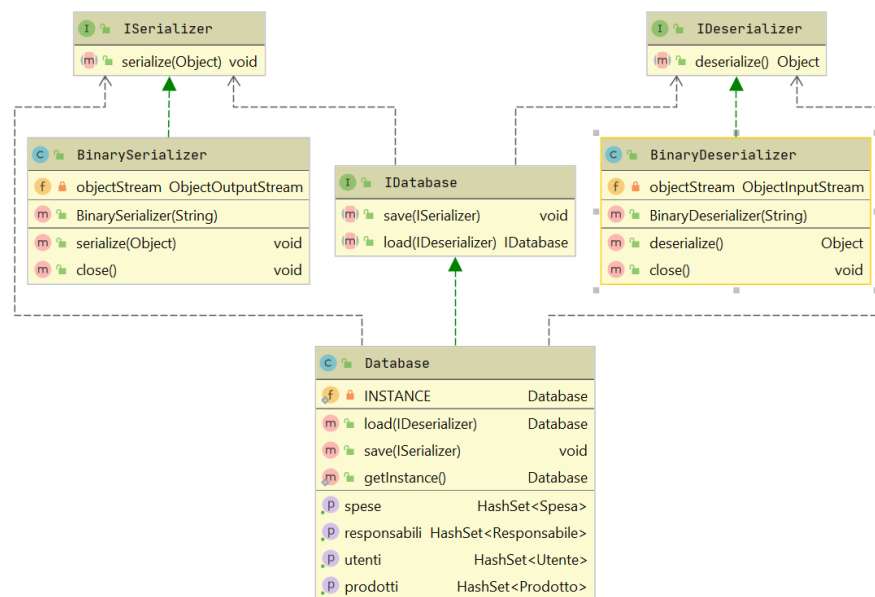 ISerializer
serialize(Object) void
IDeserializer
deserialize() Object
BinarySerializer
objectStream ObjectOutputStream
BinarySerializer(String)
serialize(Object) void
close() void
IDatabase
save(ISerializer) void
load(IDeserializer) IDatabase
BinaryDeserializer
objectStream ObjectInputStream
BinaryDeserializer(String)
deserialize() Object
close() void
Database
INSTANCE Database
load(IDeserializer) Database
save(ISerializer) void
getInstance() Database
spese HashSet<Spesa>
responsabili HashSet<Responsabile>
utenti HashSet<Utente>
prodotti HashSet<Prodotto>